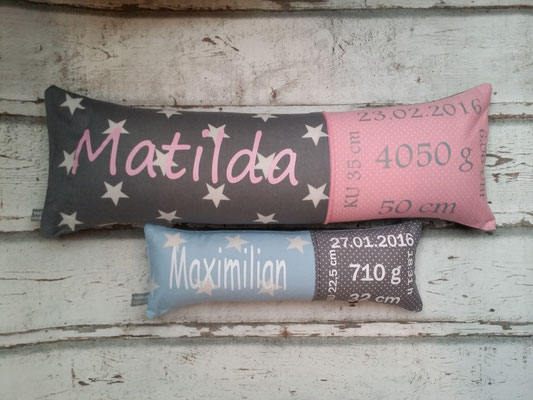 Matilda
23.02.2016
KU 35 cm
4050 g
50 cm
Maximilian
27.01.2016
22.5 cm
710 g
32 cm